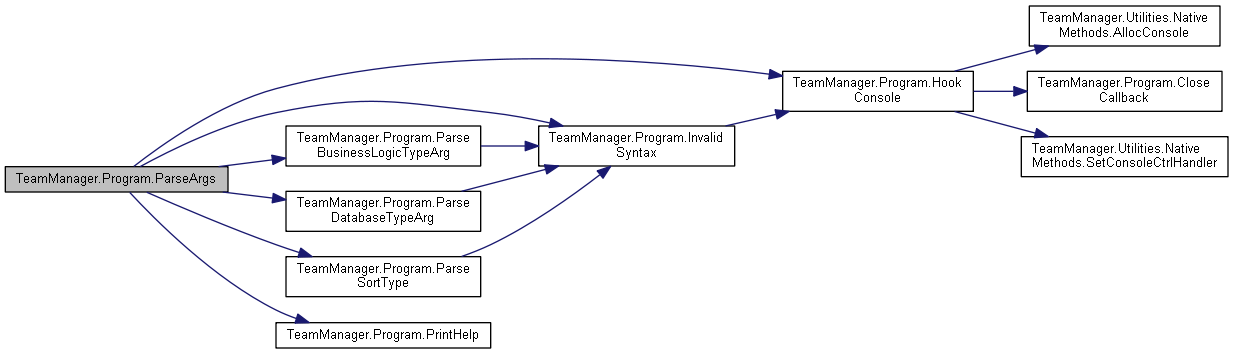 TeamManager.Program.ParseArgs
TeamManager.Program.Parse
BusinessLogicTypeArg
TeamManager.Program.Parse
DatabaseTypeArg
TeamManager.Program.Parse
SortType
TeamManager.Program.PrintHelp
TeamManager.Program.Invalid
Syntax
TeamManager.Program.Hook
Console
TeamManager.Utilities.Native
Methods.AllocConsole
TeamManager.Program.Close
Callback
TeamManager.Utilities.Native
Methods.SetConsoleCtrlHandler